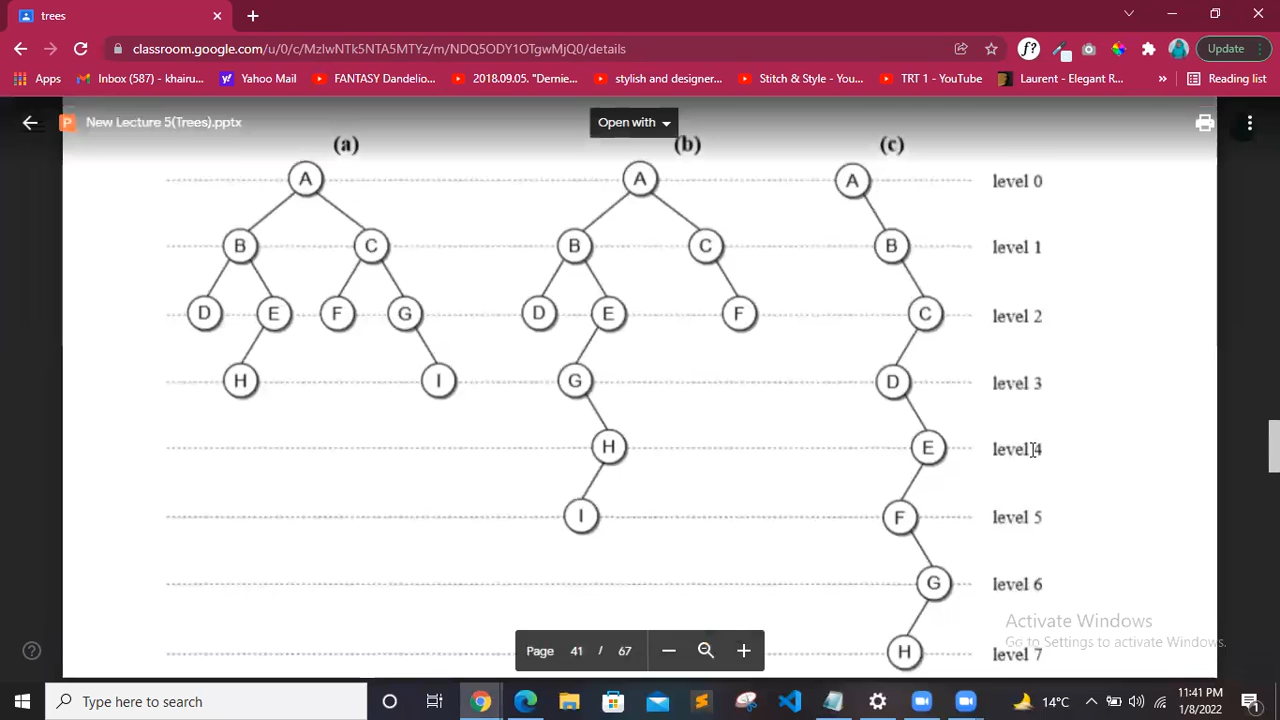 trees
classroom.google.com/u/0/c/MzIwNTk5NTA5MTYz/m/NDQ5ODY1OTgwMjQ0/details
Update
Apps
Inbox (587) - khairu...
Yahoo Mail
FANTASY Dandelio...
2018.09.05. "Dernie...
stylish and designer...
Stitch & Style - You...
TRT 1 - YouTube
Laurent - Elegant R...
Reading list
New Lecture 5(Trees).pptx
Open with
(a) (b) (c)
A A A level 0
B C B C B level 1
D E F G D E F C level 2
H I G D level 3
H E level 4
I F level 5
G level 6
H level 7
Activate Windows
Go to Settings to activate Windows.
Page 41 / 67
Type here to search
14°C
11:41 PM
1/8/2022